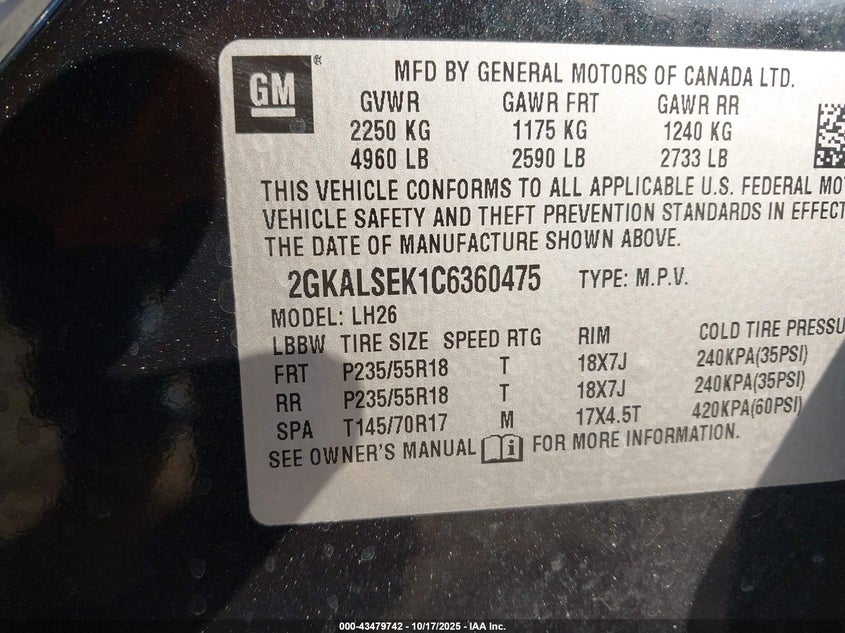 GM ®
MFD BY GENERAL MOTORS OF CANADA LTD.
GVWR GAWR FRT GAWR RR
2250 KG 1175 KG 1240 KG
4960 LB 2590 LB 2733 LB
THIS VEHICLE CONFORMS TO ALL APPLICABLE U.S. FEDERAL MO
VEHICLE SAFETY AND THEFT PREVENTION STANDARDS IN EFFECT
THE DATE OF MANUFACTURE SHOWN ABOVE.
2GKALSEK1C6360475 TYPE: M.P.V.
MODEL: LH26
LBBW TIRE SIZE SPEED RTG RIM COLD TIRE PRESSU
FRT P235/55R18 T 18X7J 240KPA(35PSI)
RR P235/55R18 T 18X7J 240KPA(35PSI)
SPA T145/70R17 M 17X4.5T 420KPA(60PSI)
SEE OWNER'S MANUAL i FOR MORE INFORMATION.
000-43479742 - 10/17/2025 - IAA Inc.